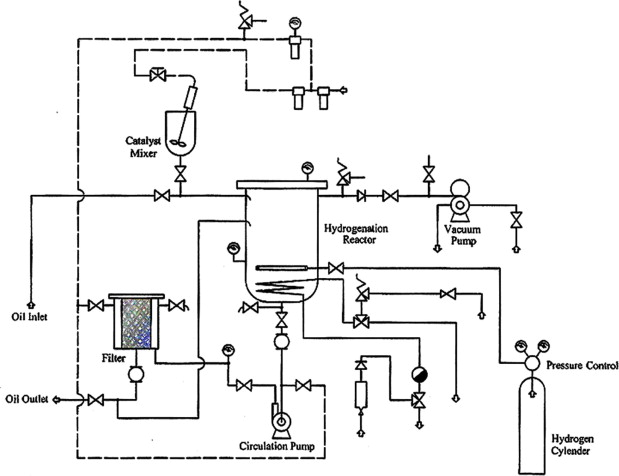 Catalyst
Mixer
Hydrogenation
Reactor
Vacuum
Pump
Oil Inlet
Filter
Pressure Control
Oil Outlet
Circulation Pump
Hydrogen
Cylender